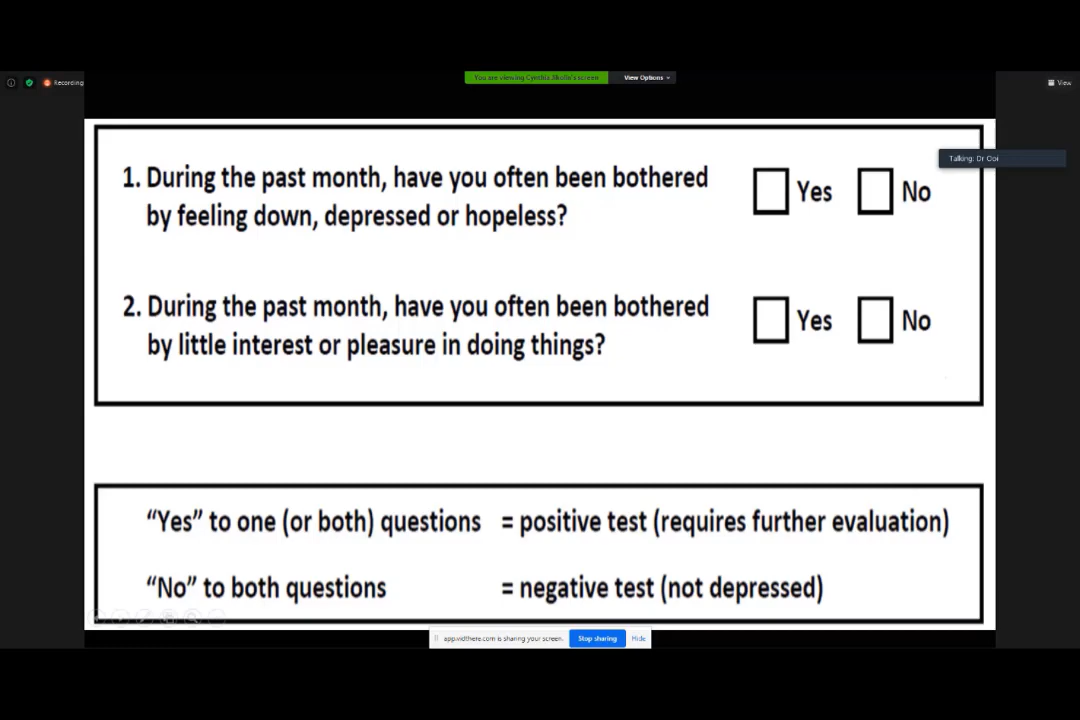 Recording
You are viewing Cynthia Jikolle's screen
View Options
View
Talking: Dr Ooi
1. During the past month, have you often been bothered
by feeling down, depressed or hopeless?
Yes
No
2. During the past month, have you often been bothered
by little interest or pleasure in doing things?
Yes
No
“Yes” to one (or both) questions = positive test (requires further evaluation)
“No” to both questions = negative test (not depressed)
app.vidthere.com is sharing your screen.
Stop sharing
Hide